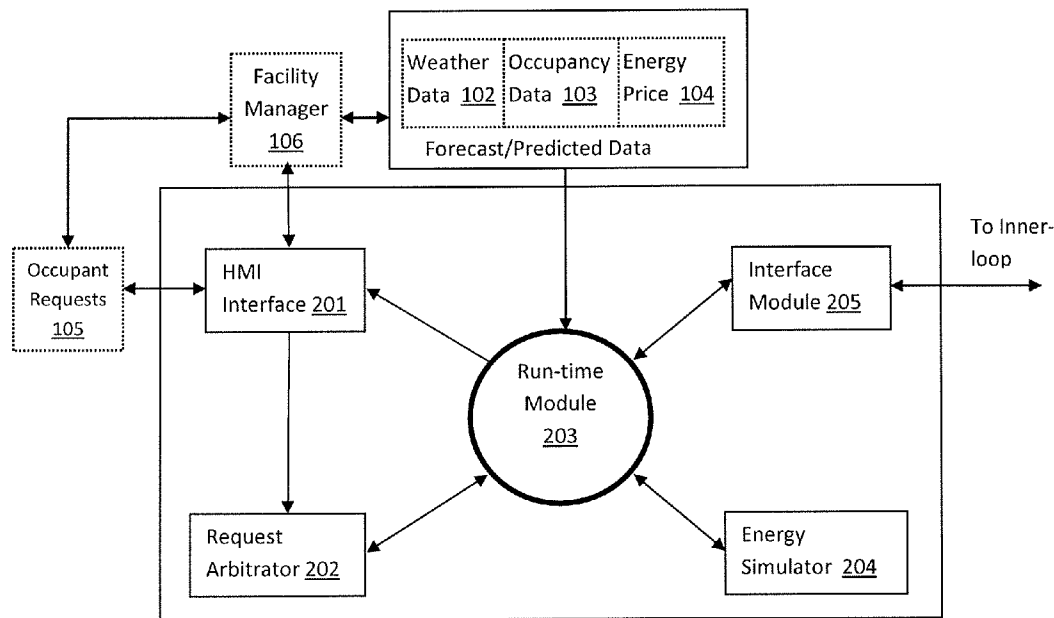 Facility
Manager
106
Weather
Data 102
Occupancy
Data 103
Energy
Price 104
Forecast/Predicted Data
Occupant
Requests
105
HMI
Interface 201
Interface
Module 205
To Inner-
loop
Run-time
Module
203
Request
Arbitrator 202
Energy
Simulator 204